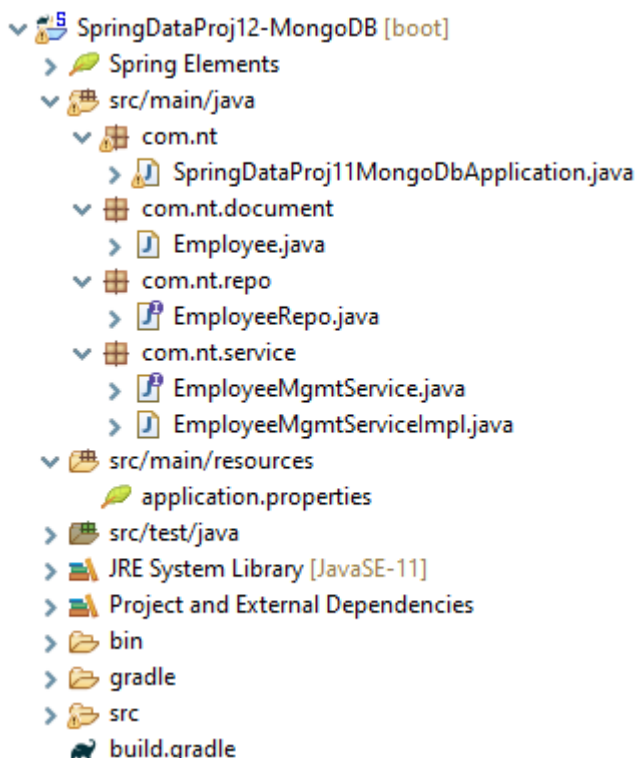 SpringDataProj12-MongoDB [boot]
Spring Elements
src/main/java
com.nt
SpringDataProj11MongoDbApplication.java
com.nt.document
Employee.java
com.nt.repo
EmployeeRepo.java
com.nt.service
EmployeeMgmtService.java
EmployeeMgmtServiceImpl.java
src/main/resources
application.properties
src/test/java
JRE System Library [JavaSE-11]
Project and External Dependencies
bin
gradle
src
build.gradle